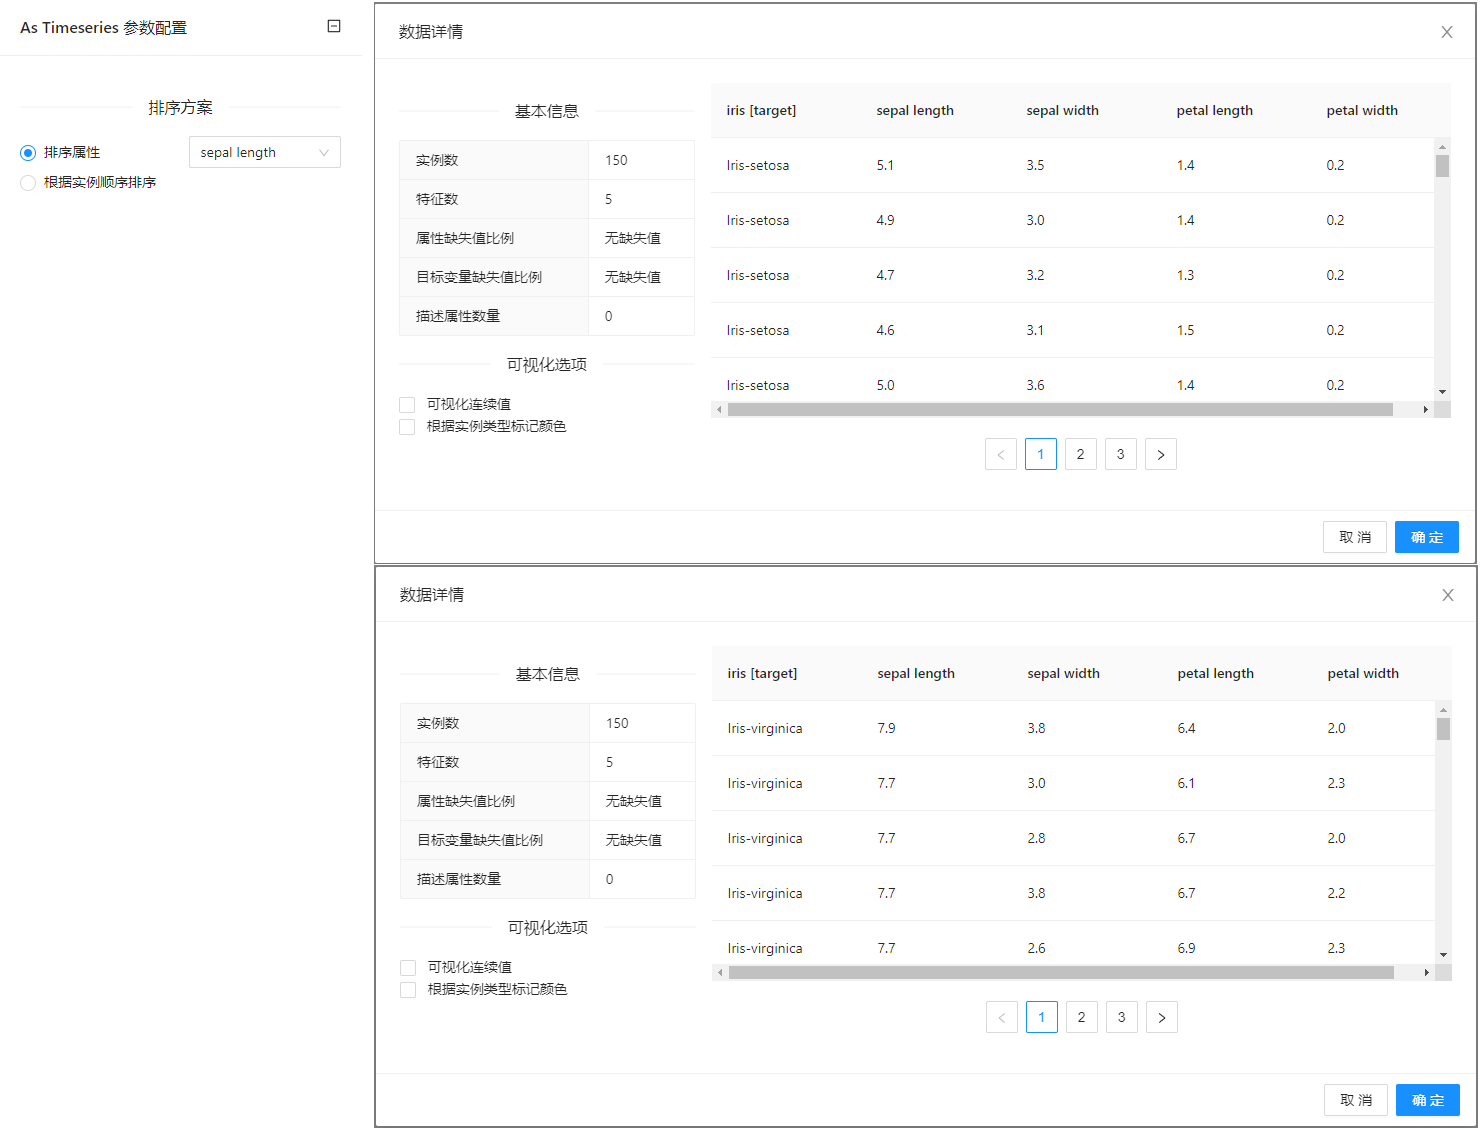 As Timeseries 参数配置
排序方案
排序属性 sepal length
根据实例顺序排序
数据详情
基本信息
实例数 150
特征数 5
属性缺失值比例 无缺失值
目标变量缺失值比例 无缺失值
描述属性数量 0
可视化选项
可视化连续值
根据实例类型标记颜色
iris [target] sepal length sepal width petal length petal width
Iris-setosa 5.1 3.5 1.4 0.2
Iris-setosa 4.9 3.0 1.4 0.2
Iris-setosa 4.7 3.2 1.3 0.2
Iris-setosa 4.6 3.1 1.5 0.2
Iris-setosa 5.0 3.6 1.4 0.2
< 1 2 3 >
取 消 确 定
数据详情
基本信息
实例数 150
特征数 5
属性缺失值比例 无缺失值
目标变量缺失值比例 无缺失值
描述属性数量 0
可视化选项
可视化连续值
根据实例类型标记颜色
iris [target] sepal length sepal width petal length petal width
Iris-virginica 7.9 3.8 6.4 2.0
Iris-virginica 7.7 3.0 6.1 2.3
Iris-virginica 7.7 2.8 6.7 2.0
Iris-virginica 7.7 3.8 6.7 2.2
Iris-virginica 7.7 2.6 6.9 2.3
< 1 2 3 >
取 消 确 定